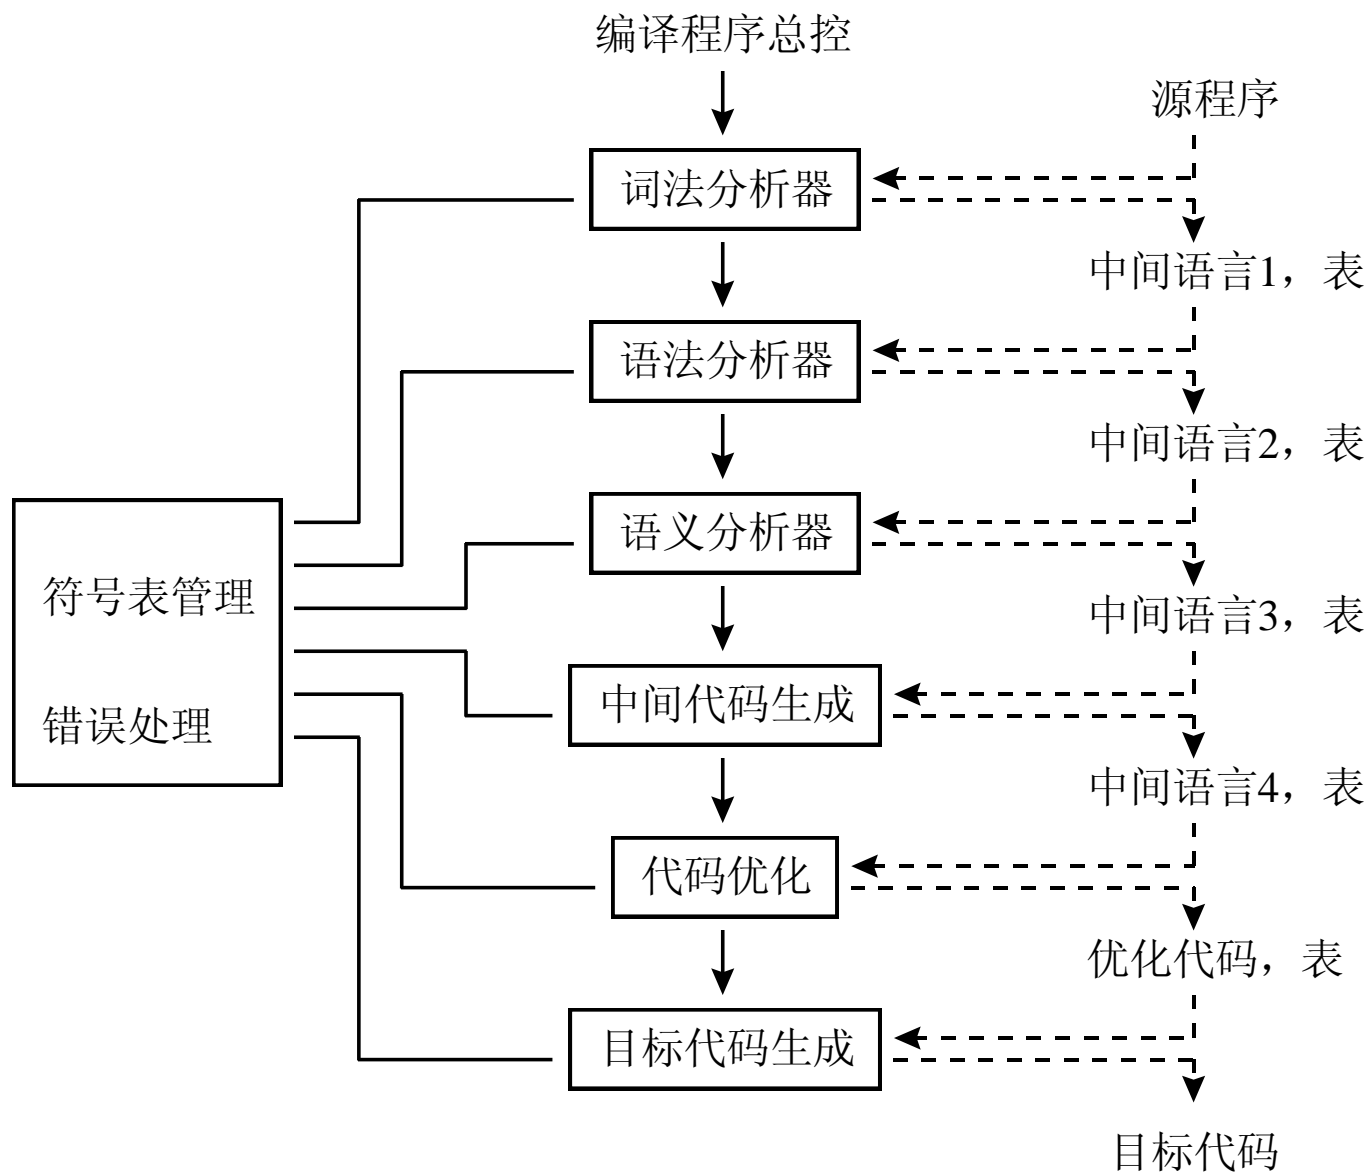 编译程序总控
源程序
词法分析器
中间语言1，表
语法分析器
中间语言2，表
语义分析器
中间语言3，表
符号表管理
错误处理
中间代码生成
中间语言4，表
代码优化
优化代码，表
目标代码生成
目标代码